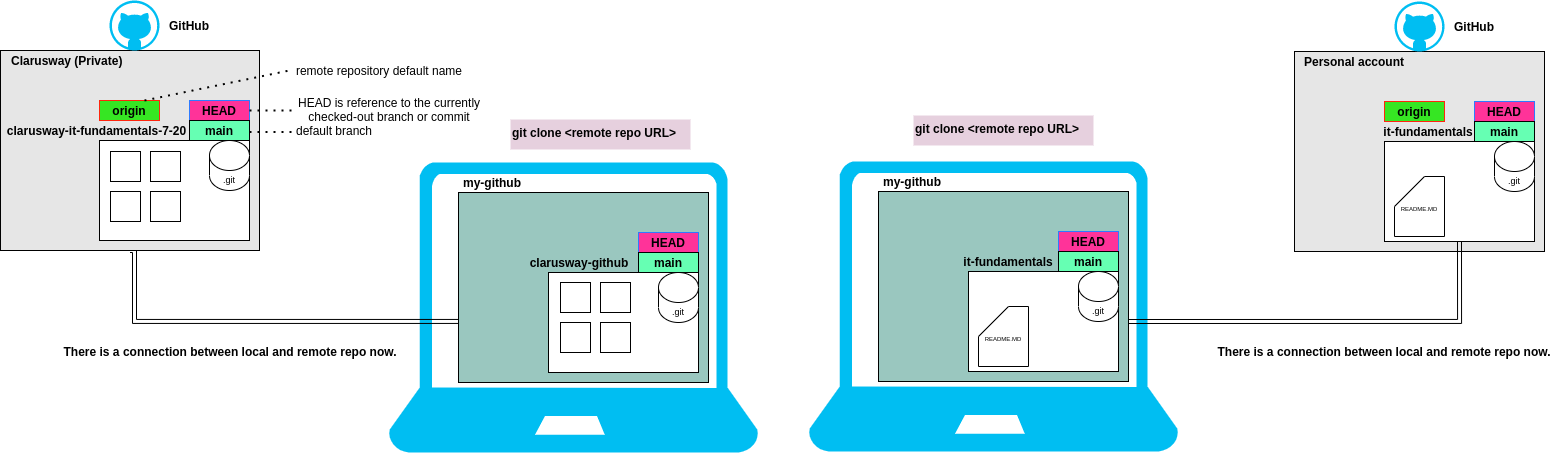 GitHub
Clarusway (Private)
remote repository default name
origin
HEAD
HEAD is reference to the currently
checked-out branch or commit
clarusway-it-fundamentals-7-20
main
default branch
.git
git clone <remote repo URL>
my-github
HEAD
clarusway-github
main
.git
There is a connection between local and remote repo now.
git clone <remote repo URL>
my-github
HEAD
it-fundamentals
main
.git
README.MD
GitHub
Personal account
origin
HEAD
it-fundamentals
main
.git
README.MD
There is a connection between local and remote repo now.